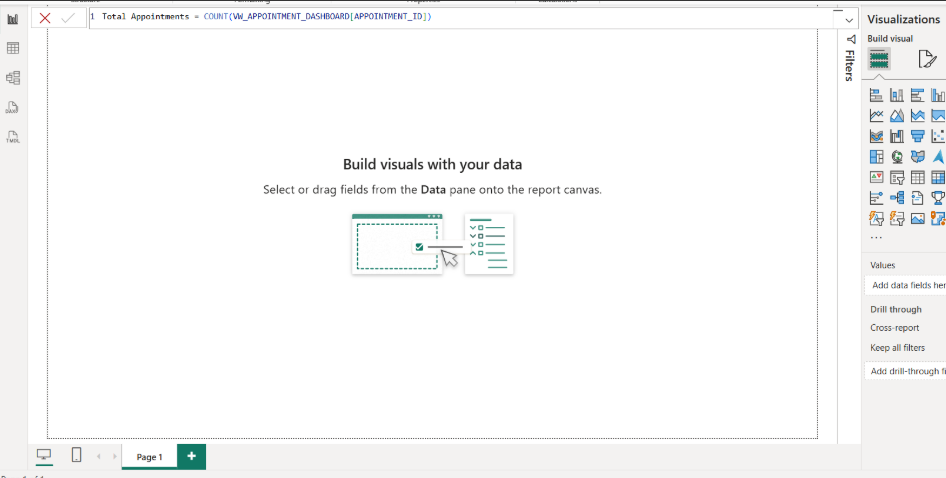 1 Total Appointments = COUNT(VW_APPOINTMENT_DASHBOARD[APPOINTMENT_ID])
Filters
Visualizations
Build visual
DAX
TMDL
Build visuals with your data
Select or drag fields from the Data pane onto the report canvas.
...
Values
Add data fields her
Drill through
Cross-report
Keep all filters
Add drill-through fi
Page 1